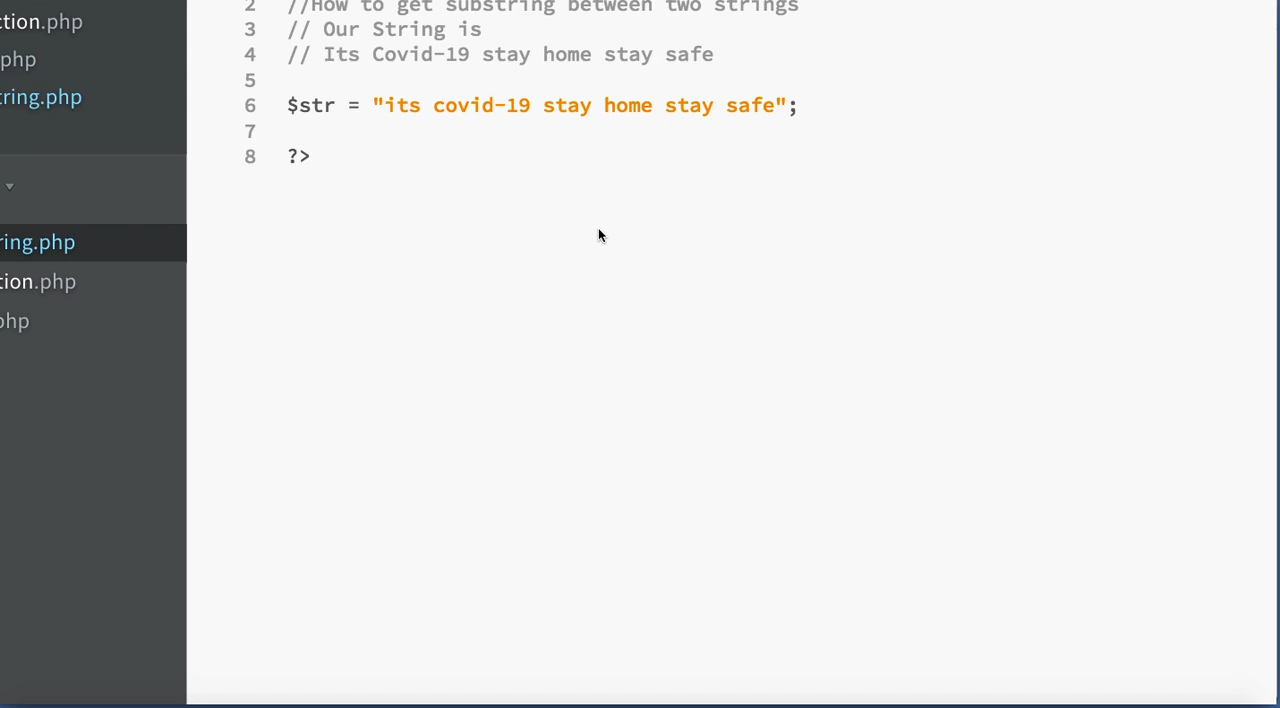 ction.php
.php
tring.php
ring.php
tion.php
php
2 //How to get substring between two strings
3 // Our String is
4 // Its Covid-19 stay home stay safe
5
6 $str = "its covid-19 stay home stay safe";
7
8 ?>